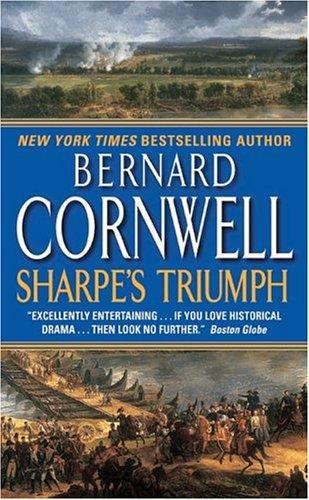 NEW YORK TIMES BESTSELLING AUTHOR
BERNARD
CORNWELL
SHARPE'S TRIUMPH
"EXCELLENTLY ENTERTAINING . . . IF YOU LOVE HISTORICAL
DRAMA . . . THEN LOOK NO FURTHER." Boston Globe